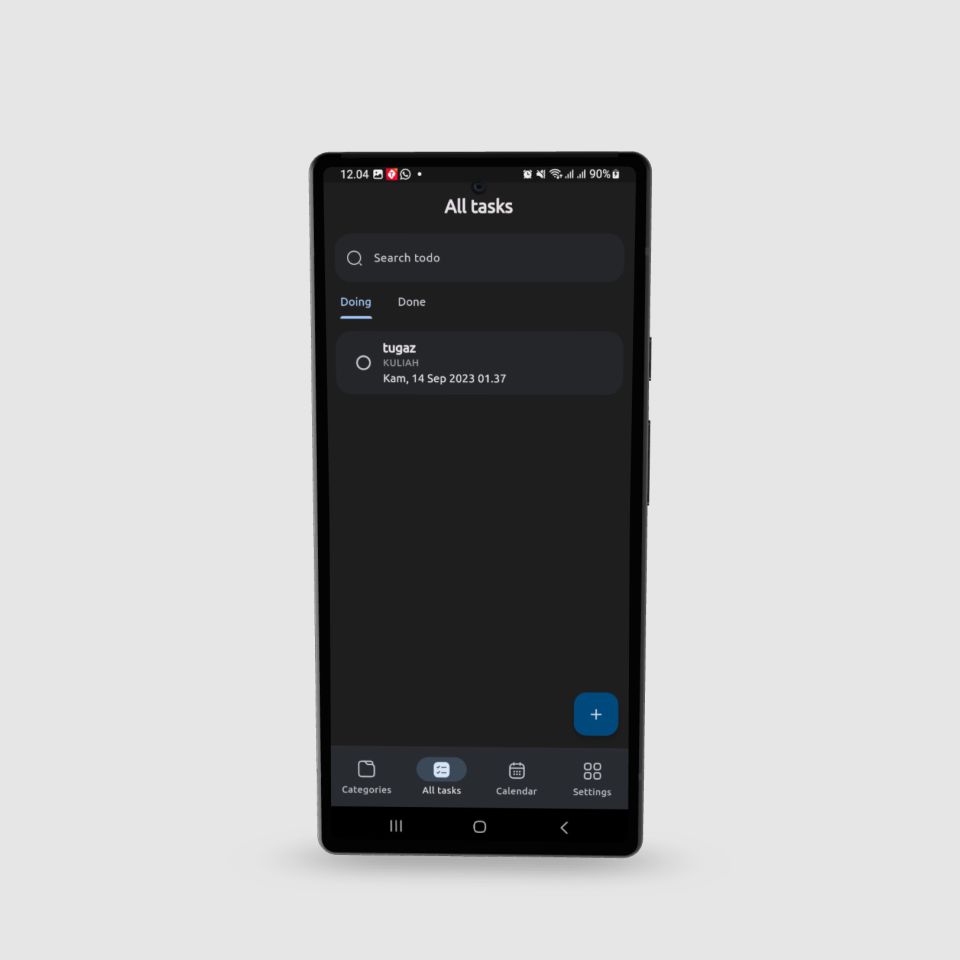 12.04 90%
All tasks
Search todo
Doing Done
tugaz
KULIAH
Kam, 14 Sep 2023 01.37
+
Categories All tasks Calendar Settings